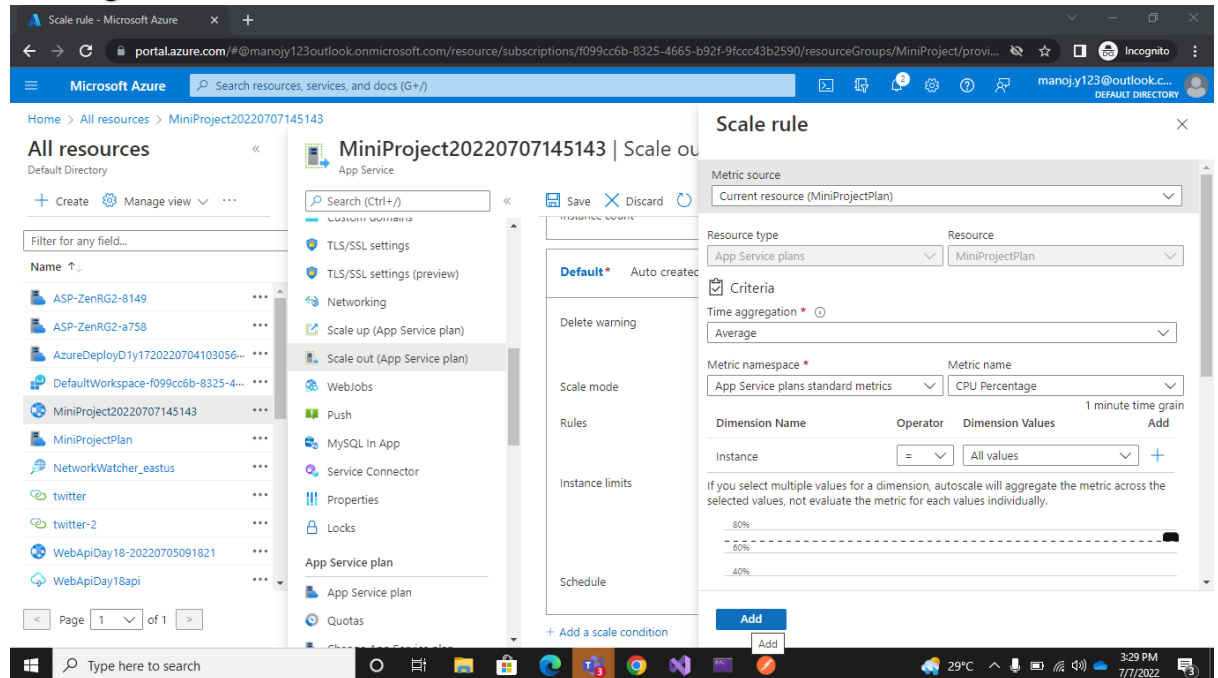 Scale rule - Microsoft Azure
portal.azure.com/#@manojy123outlook.onmicrosoft.com/resource/subscriptions/f099cc6b-8325-4665-b92f-9fccc43b2590/resourceGroups/MiniProject/provi...
Incognito
Microsoft Azure
Search resources, services, and docs (G+/)
2
manoj.y123@outlook.c...
DEFAULT DIRECTORY
Home > All resources > MiniProject20220707145143
All resources
Default Directory
+ Create
Manage view
...
Filter for any field...
Name ↑↓
ASP-ZenRG2-8149
ASP-ZenRG2-a758
AzureDeployD1y1720220704103056...
DefaultWorkspace-f099cc6b-8325-4...
MiniProject20220707145143
MiniProjectPlan
NetworkWatcher_eastus
twitter
twitter-2
WebApiDay18-20220705091821
WebApiDay18api
< Page 1 of 1 >
MiniProject20220707145143 | Scale ou
App Service
Search (Ctrl+/)
«
Custom domains
TLS/SSL settings
TLS/SSL settings (preview)
Networking
Scale up (App Service plan)
Scale out (App Service plan)
WebJobs
Push
MySQL In App
Service Connector
Properties
Locks
App Service plan
App Service plan
Quotas
Change App Service plan
Save
Discard
Instance count
Default* Auto created
Delete warning
Scale mode
Rules
Instance limits
Schedule
+ Add a scale condition
Scale rule
Metric source
Current resource (MiniProjectPlan)
Resource type
Resource
App Service plans
MiniProjectPlan
Criteria
Time aggregation *
Average
Metric namespace *
Metric name
App Service plans standard metrics
CPU Percentage
1 minute time grain
Dimension Name
Operator
Dimension Values
Add
Instance
=
All values
+
If you select multiple values for a dimension, autoscale will aggregate the metric across the
selected values, not evaluate the metric for each values individually.
80%
60%
40%
Add
Add
Type here to search
3
29°C
3:29 PM
7/7/2022
3